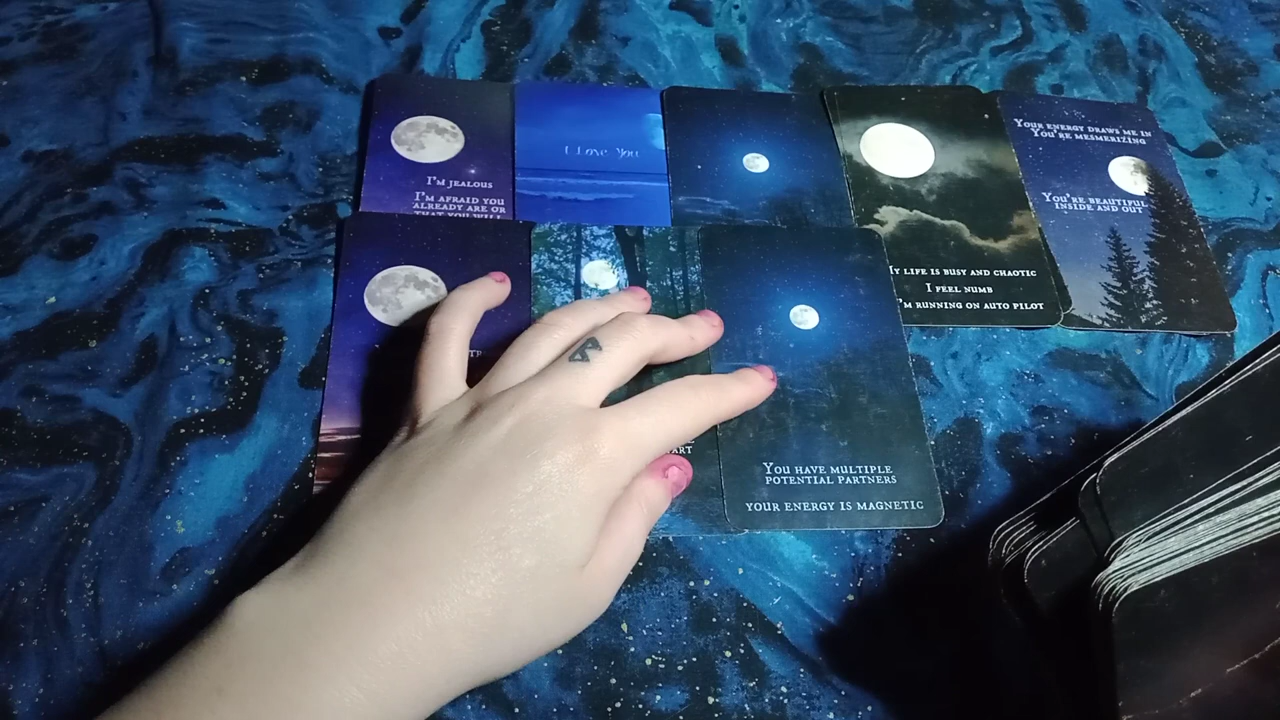 I'm jealous
I'm afraid you
already are or
that you will
I Love You
My life is busy and chaotic
I feel numb
I'm running on auto pilot
Your energy draws me in
You're mesmerizing
You're beautiful
inside and out
You have multiple
potential partners
your energy is magnetic